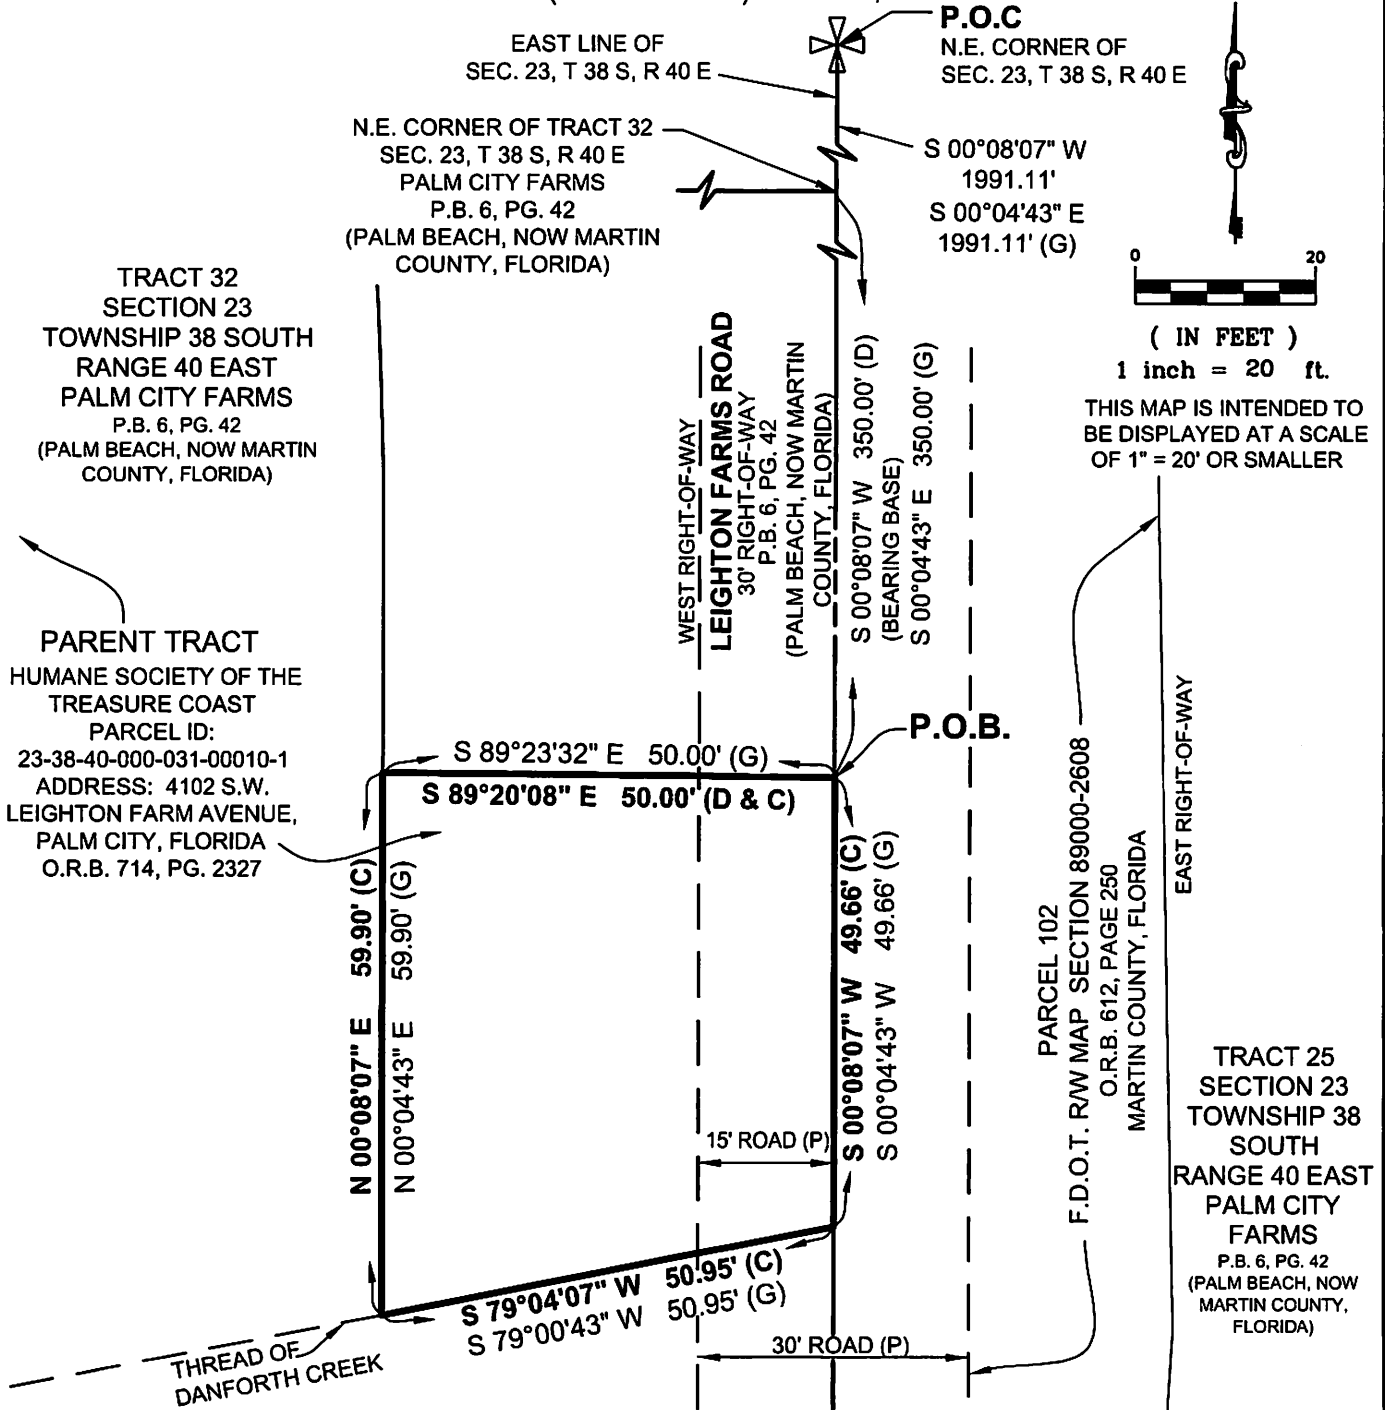 P.O.C
N.E. CORNER OF
SEC. 23, T 38 S, R 40 E
EAST LINE OF
SEC. 23, T 38 S, R 40 E
N.E. CORNER OF TRACT 32
SEC. 23, T 38 S, R 40 E
PALM CITY FARMS
P.B. 6, PG. 42
(PALM BEACH, NOW MARTIN
COUNTY, FLORIDA)
S 00°08'07" W
1991.11'
S 00°04'43" E
1991.11' (G)
0 20
( IN FEET )
1 inch = 20 ft.
THIS MAP IS INTENDED TO
BE DISPLAYED AT A SCALE
OF 1" = 20' OR SMALLER
TRACT 32
SECTION 23
TOWNSHIP 38 SOUTH
RANGE 40 EAST
PALM CITY FARMS
P.B. 6, PG. 42
(PALM BEACH, NOW MARTIN
COUNTY, FLORIDA)
WEST RIGHT-OF-WAY
LEIGHTON FARMS ROAD
30' RIGHT-OF-WAY
P.B. 6, PG. 42
(PALM BEACH, NOW MARTIN
COUNTY, FLORIDA)
S 00°08'07" W 350.00' (D)
(BEARING BASE)
S 00°04'43" E 350.00' (G)
PARENT TRACT
HUMANE SOCIETY OF THE
TREASURE COAST
PARCEL ID:
23-38-40-000-031-00010-1
ADDRESS: 4102 S.W.
LEIGHTON FARM AVENUE,
PALM CITY, FLORIDA
O.R.B. 714, PG. 2327
P.O.B.
S 89°23'32" E 50.00' (G)
S 89°20'08" E 50.00' (D & C)
N 00°08'07" E 59.90' (C)
N 00°04'43" E 59.90' (G)
S 00°08'07" W 49.66' (C)
S 00°04'43" W 49.66' (G)
15' ROAD (P)
S 79°04'07" W 50.95' (C)
S 79°00'43" W 50.95' (G)
30' ROAD (P)
THREAD OF
DANFORTH CREEK
PARCEL 102
F.D.O.T. R/W MAP SECTION 89000-2608
O.R.B. 612, PAGE 250
MARTIN COUNTY, FLORIDA
EAST RIGHT-OF-WAY
TRACT 25
SECTION 23
TOWNSHIP 38
SOUTH
RANGE 40 EAST
PALM CITY
FARMS
P.B. 6, PG. 42
(PALM BEACH, NOW
MARTIN COUNTY,
FLORIDA)